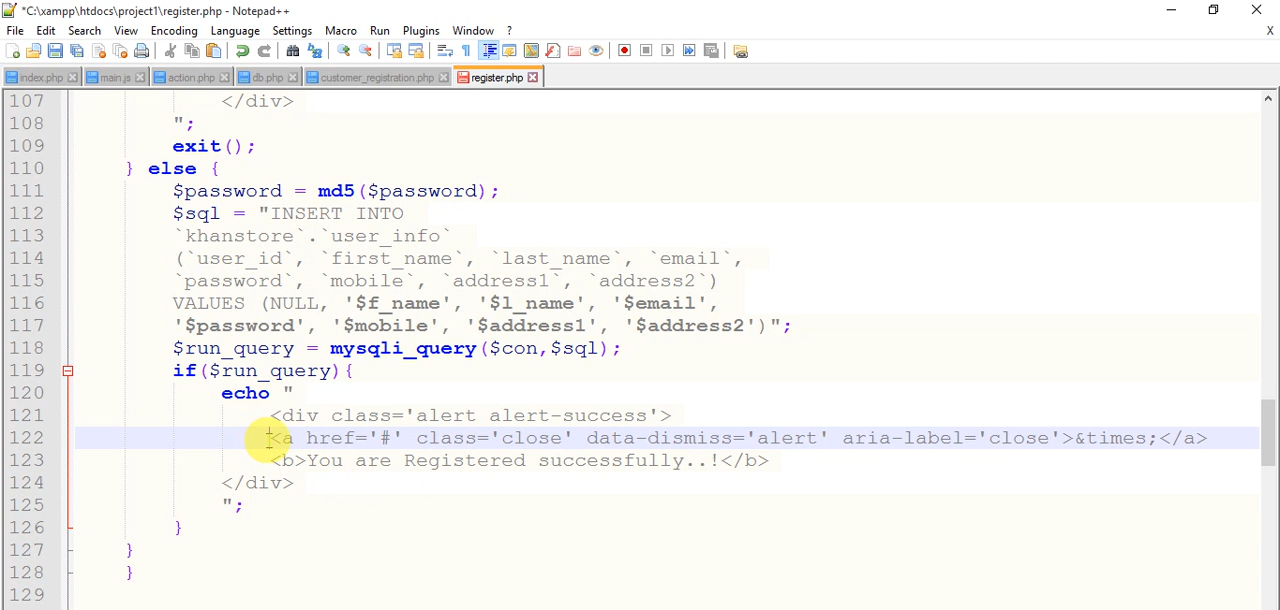 *C:\xampp\htdocs\project1\register.php - Notepad++
File Edit Search View Encoding Language Settings Macro Run Plugins Window ? X
index.php main.js action.php db.php customer_registration.php register.php
107 </div>
108 ";
109 exit();
110 } else {
111 $password = md5($password);
112 $sql = "INSERT INTO
113 `khanstore`.`user_info`
114 (`user_id`, `first_name`, `last_name`, `email`,
115 `password`, `mobile`, `address1`, `address2`)
116 VALUES (NULL, '$f_name', '$l_name', '$email',
117 '$password', '$mobile', '$address1', '$address2')";
118 $run_query = mysqli_query($con,$sql);
119 if($run_query){
120 echo "
121 <div class='alert alert-success'>
122 <a href='#' class='close' data-dismiss='alert' aria-label='close'>&times;</a>
123 <b>You are Registered successfully..!</b>
124 </div>
125 ";
126 }
127 }
128 }
129